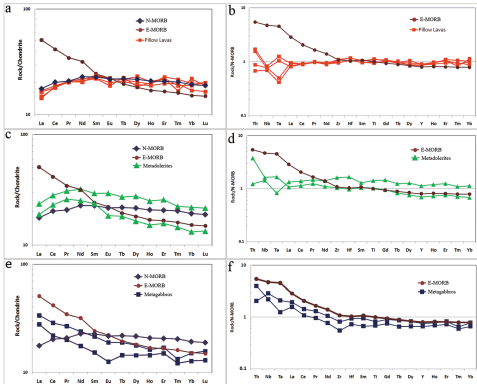 a
100
Rock/Chondrite
10
N-MORB
E-MORB
Pillow Lavas
La Ce Pr Nd Sm Eu Tb Dy Ho Er Tm Yb Lu
b
100
10
Rock/N-MORB
1
0.1
E-MORB
Pillow Lavas
Th Nb Ta La Ce Pr Nd Zr Hf Sm Ti Gd Tb Dy Y Ho Er Tm Yb
c
100
Rock/Chondrite
10
N-MORB
E-MORB
Metadolerites
La Ce Pr Nd Sm Eu Tb Dy Ho Er Tm Yb Lu
d
10
Rock/N-MORB
1
0.1
E-MORB
Metadolerites
Th Nb Ta La Ce Pr Nd Zr Hf Sm Ti Gd Tb Dy Y Ho Er Tm Yb
e
100
Rock/Chondrite
10
N-MORB
E-MORB
Metagabbros
La Ce Pr Nd Sm Eu Tb Dy Ho Er Tm Yb Lu
f
10
Rock/N-MORB
1
0.1
E-MORB
Metagabbros
Th Nb Ta La Ce Pr Nd Zr Hf Sm Ti Gd Tb Dy Y Ho Er Tm Yb